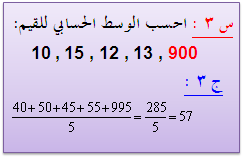 س ٣ : احسب الوسط الحسابي للقيم:
10 , 15 , 12 , 13 , 900
ج ٣ :
40+50+45+55+995/5 = 285/5 = 57